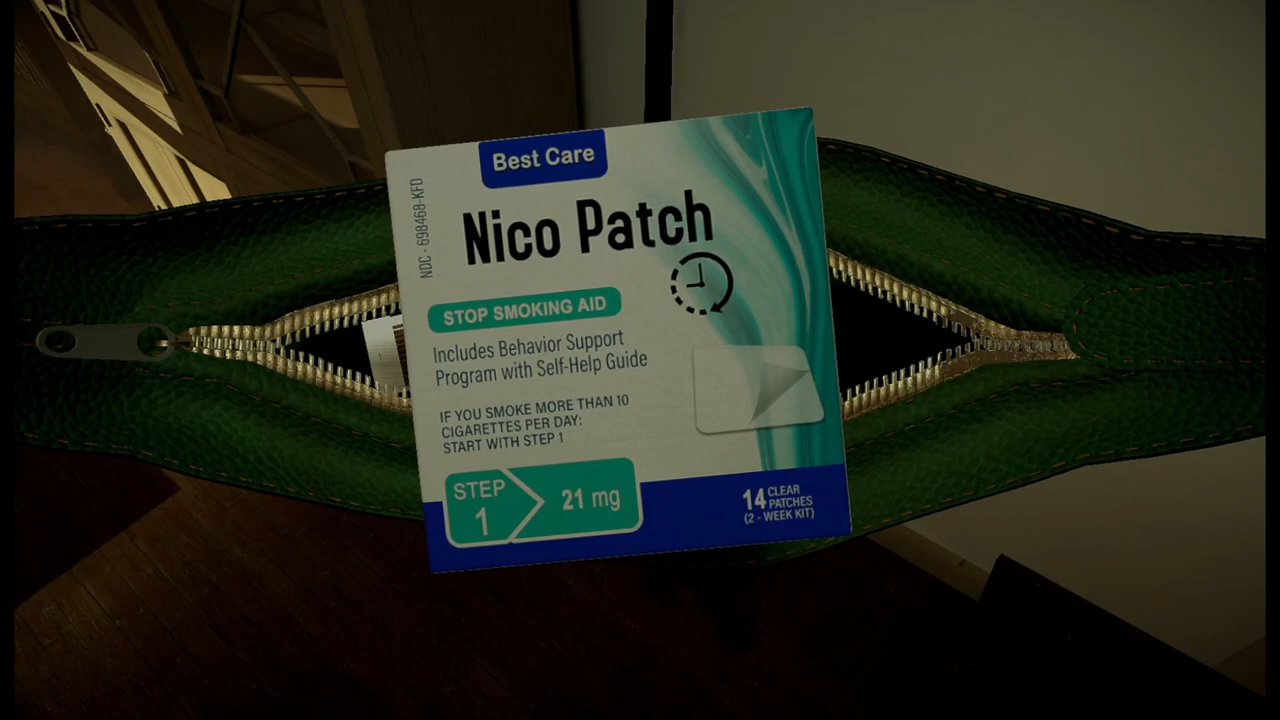 Best Care
NDC - 698468-KFD
Nico Patch
STOP SMOKING AID
Includes Behavior Support
Program with Self-Help Guide
IF YOU SMOKE MORE THAN 10
CIGARETTES PER DAY:
START WITH STEP 1
STEP
1
21 mg
14 CLEAR
PATCHES
(2 - WEEK KIT)